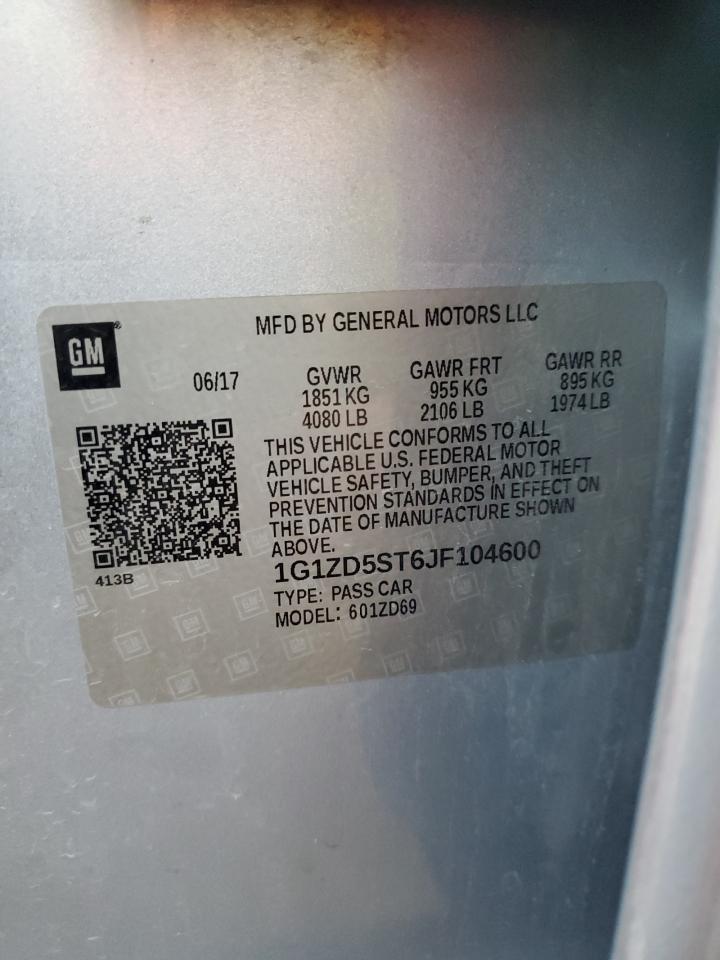 GM
MFD BY GENERAL MOTORS LLC
06/17
GVWR
1851 KG
4080 LB
GAWR FRT
955 KG
2106 LB
GAWR RR
895 KG
1974 LB
THIS VEHICLE CONFORMS TO ALL
APPLICABLE U.S. FEDERAL MOTOR
VEHICLE SAFETY, BUMPER, AND THEFT
PREVENTION STANDARDS IN EFFECT ON
THE DATE OF MANUFACTURE SHOWN
ABOVE.
1G1ZD5ST6JF104600
413B
TYPE: PASS CAR
MODEL: 601ZD69